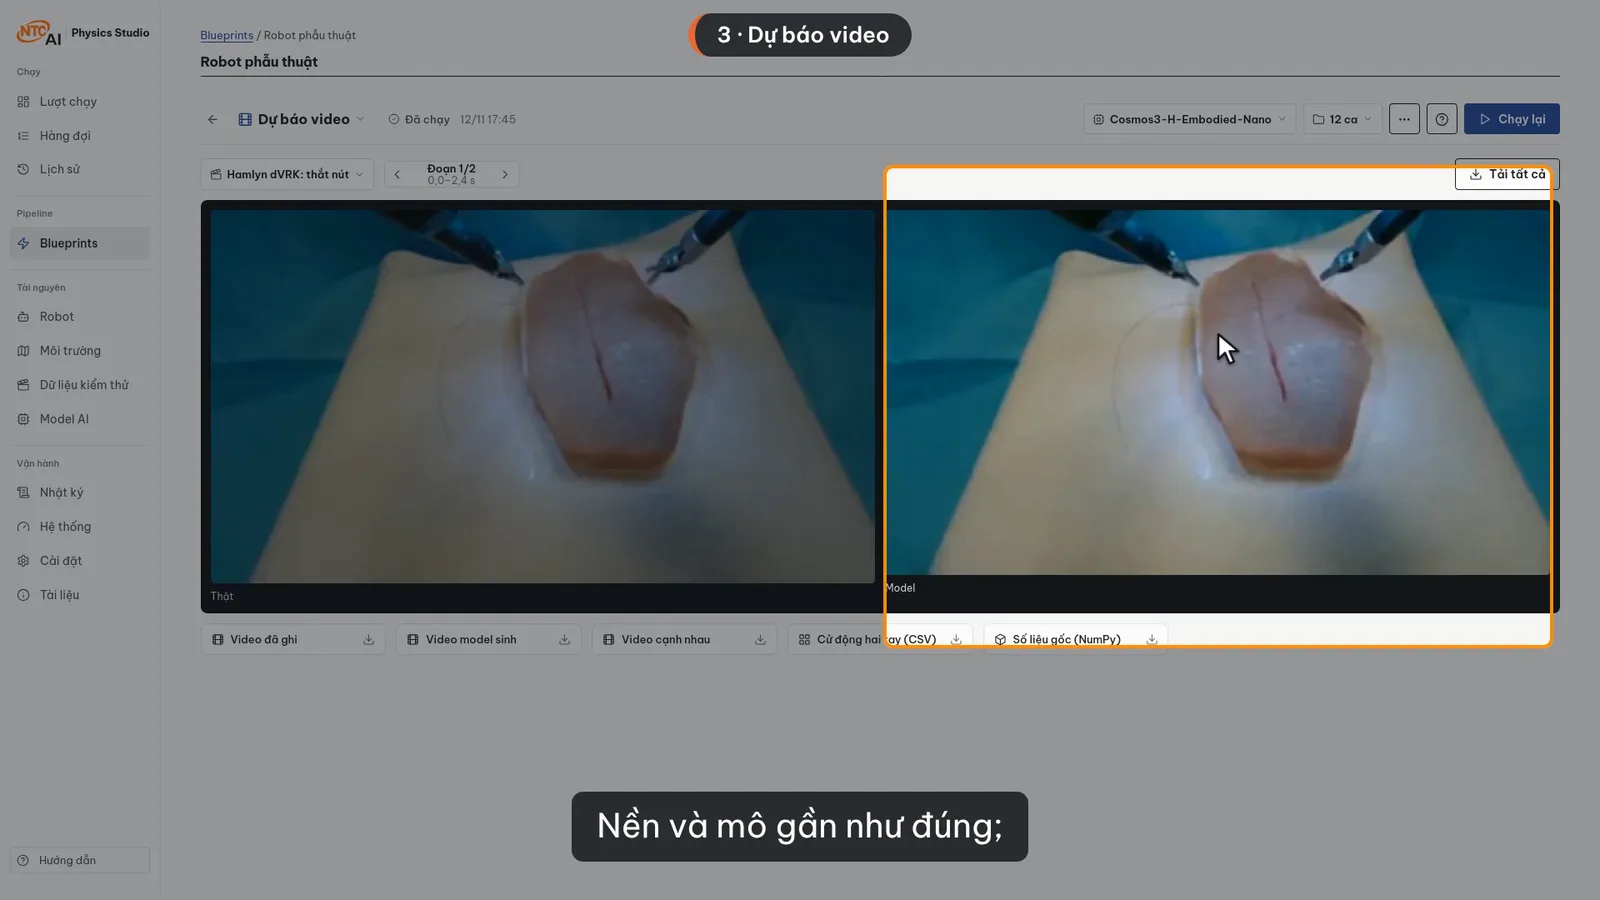 NTC AI Physics Studio
Chạy
Lượt chạy
Hàng đợi
Lịch sử
Pipeline
Blueprints
Tài nguyên
Robot
Môi trường
Dữ liệu kiểm thử
Model AI
Vận hành
Nhật ký
Hệ thống
Cài đặt
Tài liệu
Hướng dẫn
3 · Dự báo video
Blueprints / Robot phẫu thuật
Robot phẫu thuật
Dự báo video
Đã chạy 12/11 17:45
Cosmos3-H-Embodied-Nano
12 ca
Chạy lại
Hamlyn dVRK: thắt nút
Đoạn 1/2
0,0–2,4 s
Tải tất cả
Thật
Model
Video đã ghi
Video model sinh
Video cạnh nhau
Cử động hai tay (CSV)
Số liệu gốc (NumPy)
Nền và mô gần như đúng;